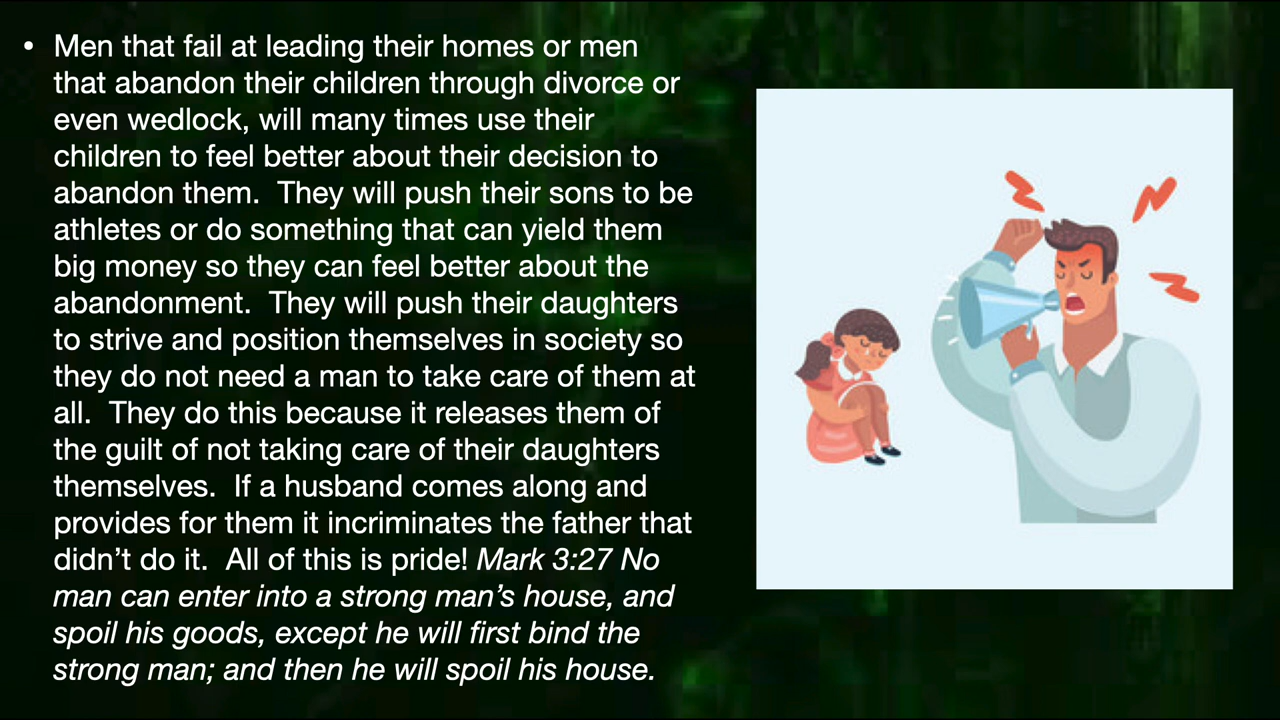 • Men that fail at leading their homes or men
that abandon their children through divorce or
even wedlock, will many times use their
children to feel better about their decision to
abandon them.  They will push their sons to be
athletes or do something that can yield them
big money so they can feel better about the
abandonment.  They will push their daughters
to strive and position themselves in society so
they do not need a man to take care of them at
all.  They do this because it releases them of
the guilt of not taking care of their daughters
themselves.  If a husband comes along and
provides for them it incriminates the father that
didn’t do it.  All of this is pride! Mark 3:27 No
man can enter into a strong man’s house, and
spoil his goods, except he will first bind the
strong man; and then he will spoil his house.